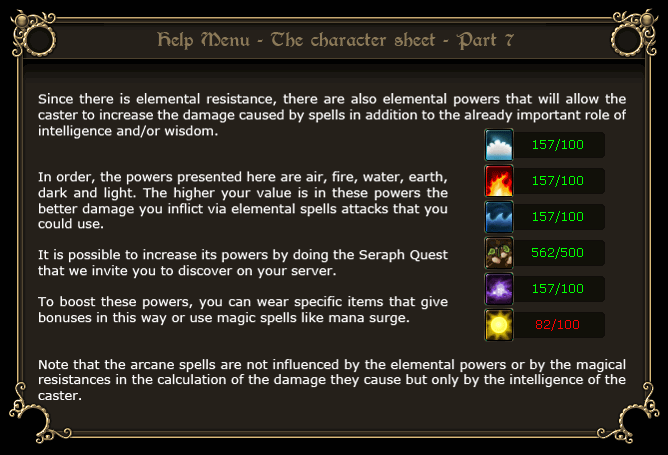 Help Menu - The character sheet - Part 7
Since there is elemental resistance, there are also elemental powers that will allow the
caster to increase the damage caused by spells in addition to the already important role of
intelligence and/or wisdom.
157/100
In order, the powers presented here are air, fire, water, earth,
157/100
dark and light. The higher your value is in these powers the
better damage you inflict via elemental spells attacks that you
157/100
could use.
It is possible to increase its powers by doing the Seraph Quest
562/500
that we invite you to discover on your server.
157/100
To boost these powers, you can wear specific items that give
bonuses in this way or use magic spells like mana surge.
82/100
Note that the arcane spells are not influenced by the elemental powers or by the magical
resistances in the calculation of the damage they cause but only by the intelligence of the
caster.